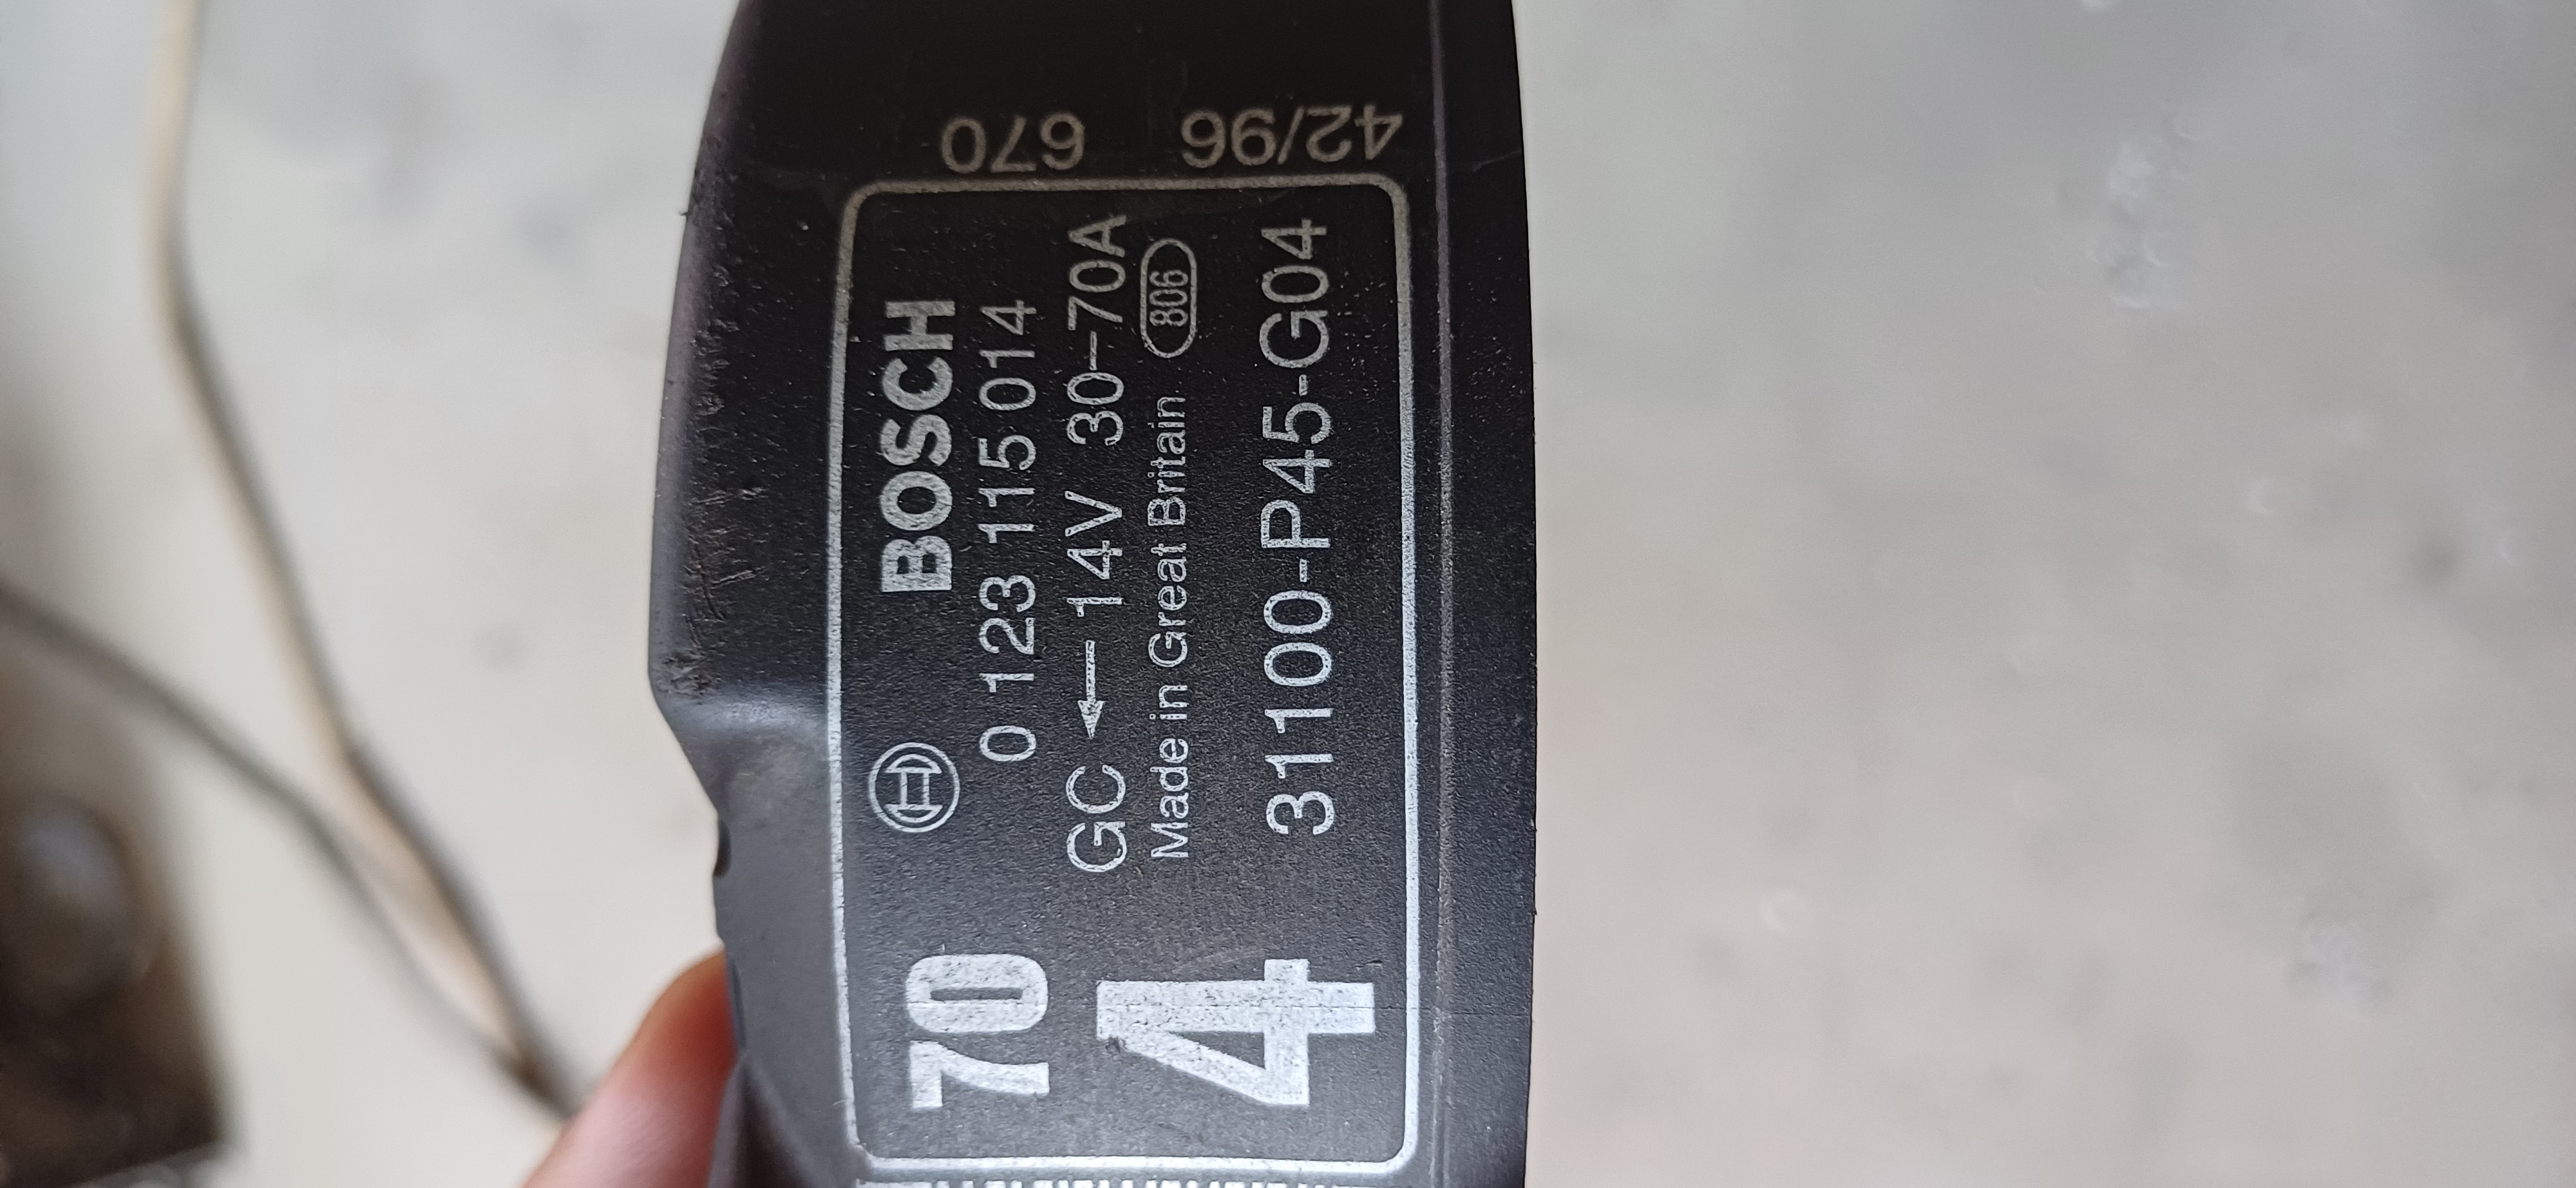 BOSCH
0 123 115 014
GC ← 14V 30–70A
Made in Great Britain 806
31100-P45-G04
70
4
670
42/96